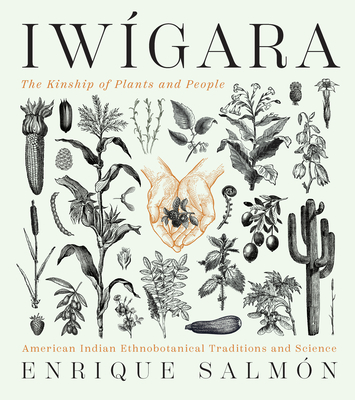 IWÍGARA
The Kinship of Plants and People
American Indian Ethnobotanical Traditions and Science
ENRIQUE SALMÓN